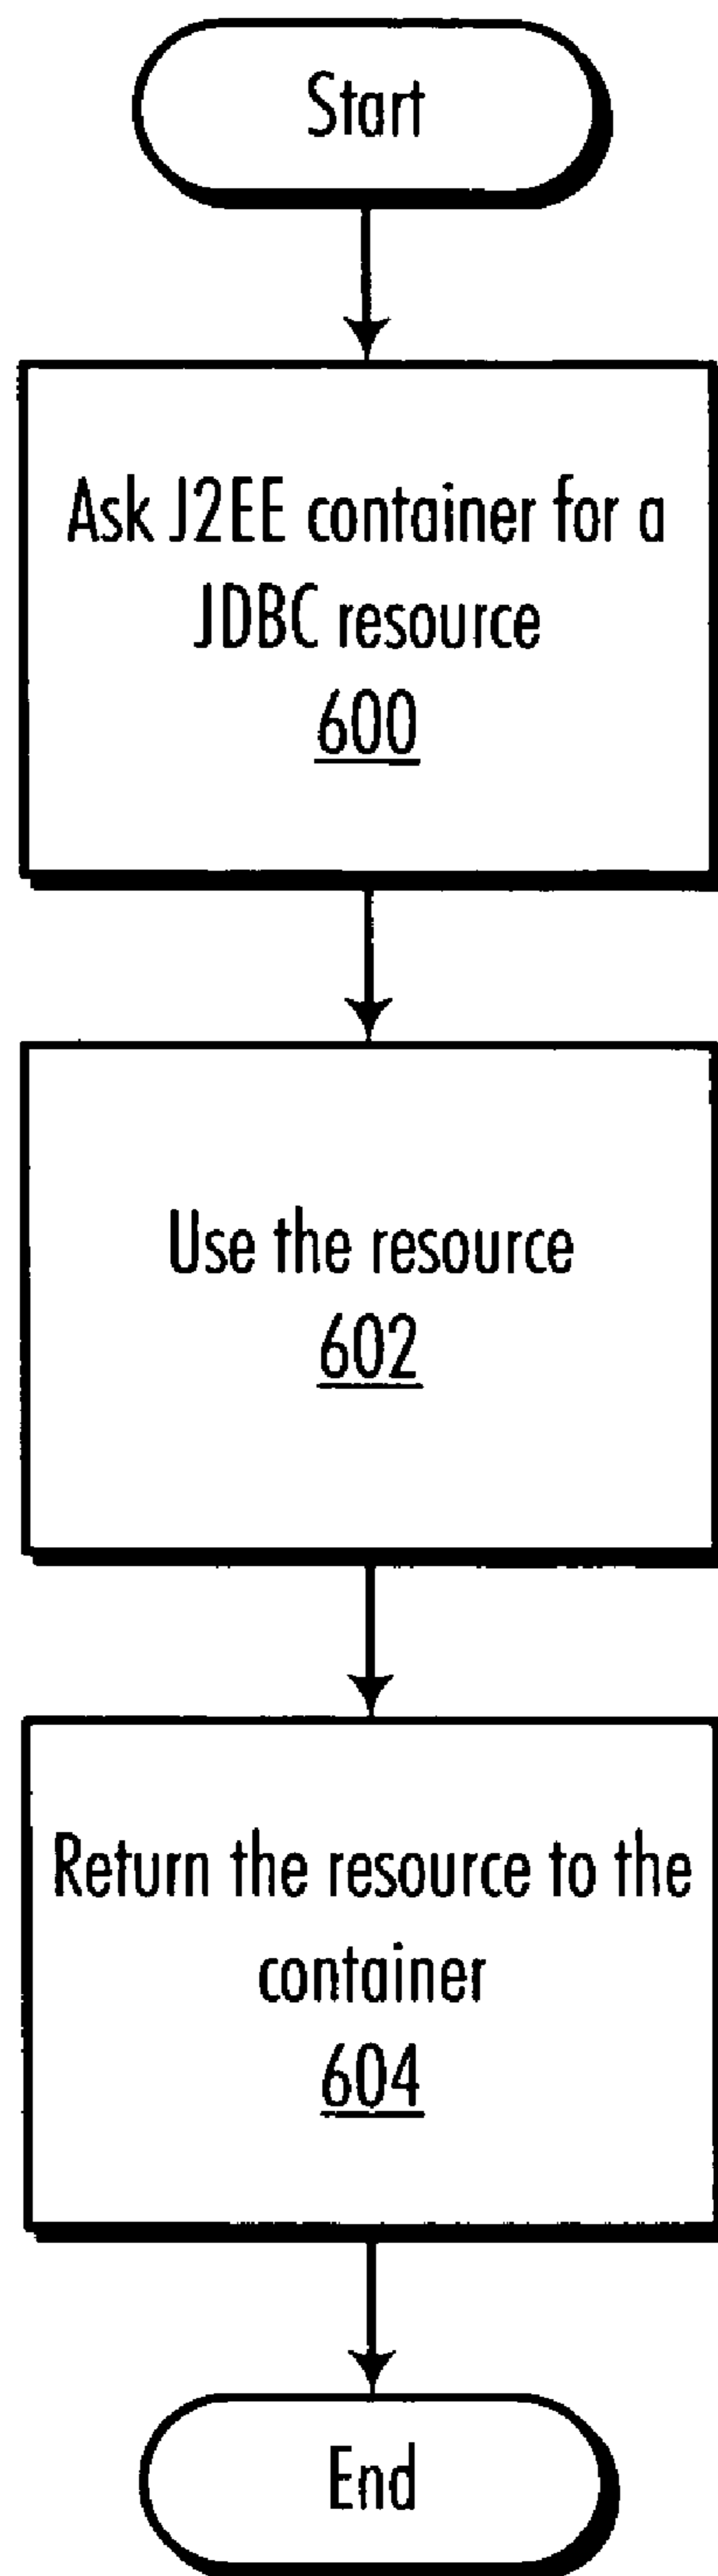 Start
Ask J2EE container for a
JDBC resource
600
Use the resource
602
Return the resource to the
container
604
End